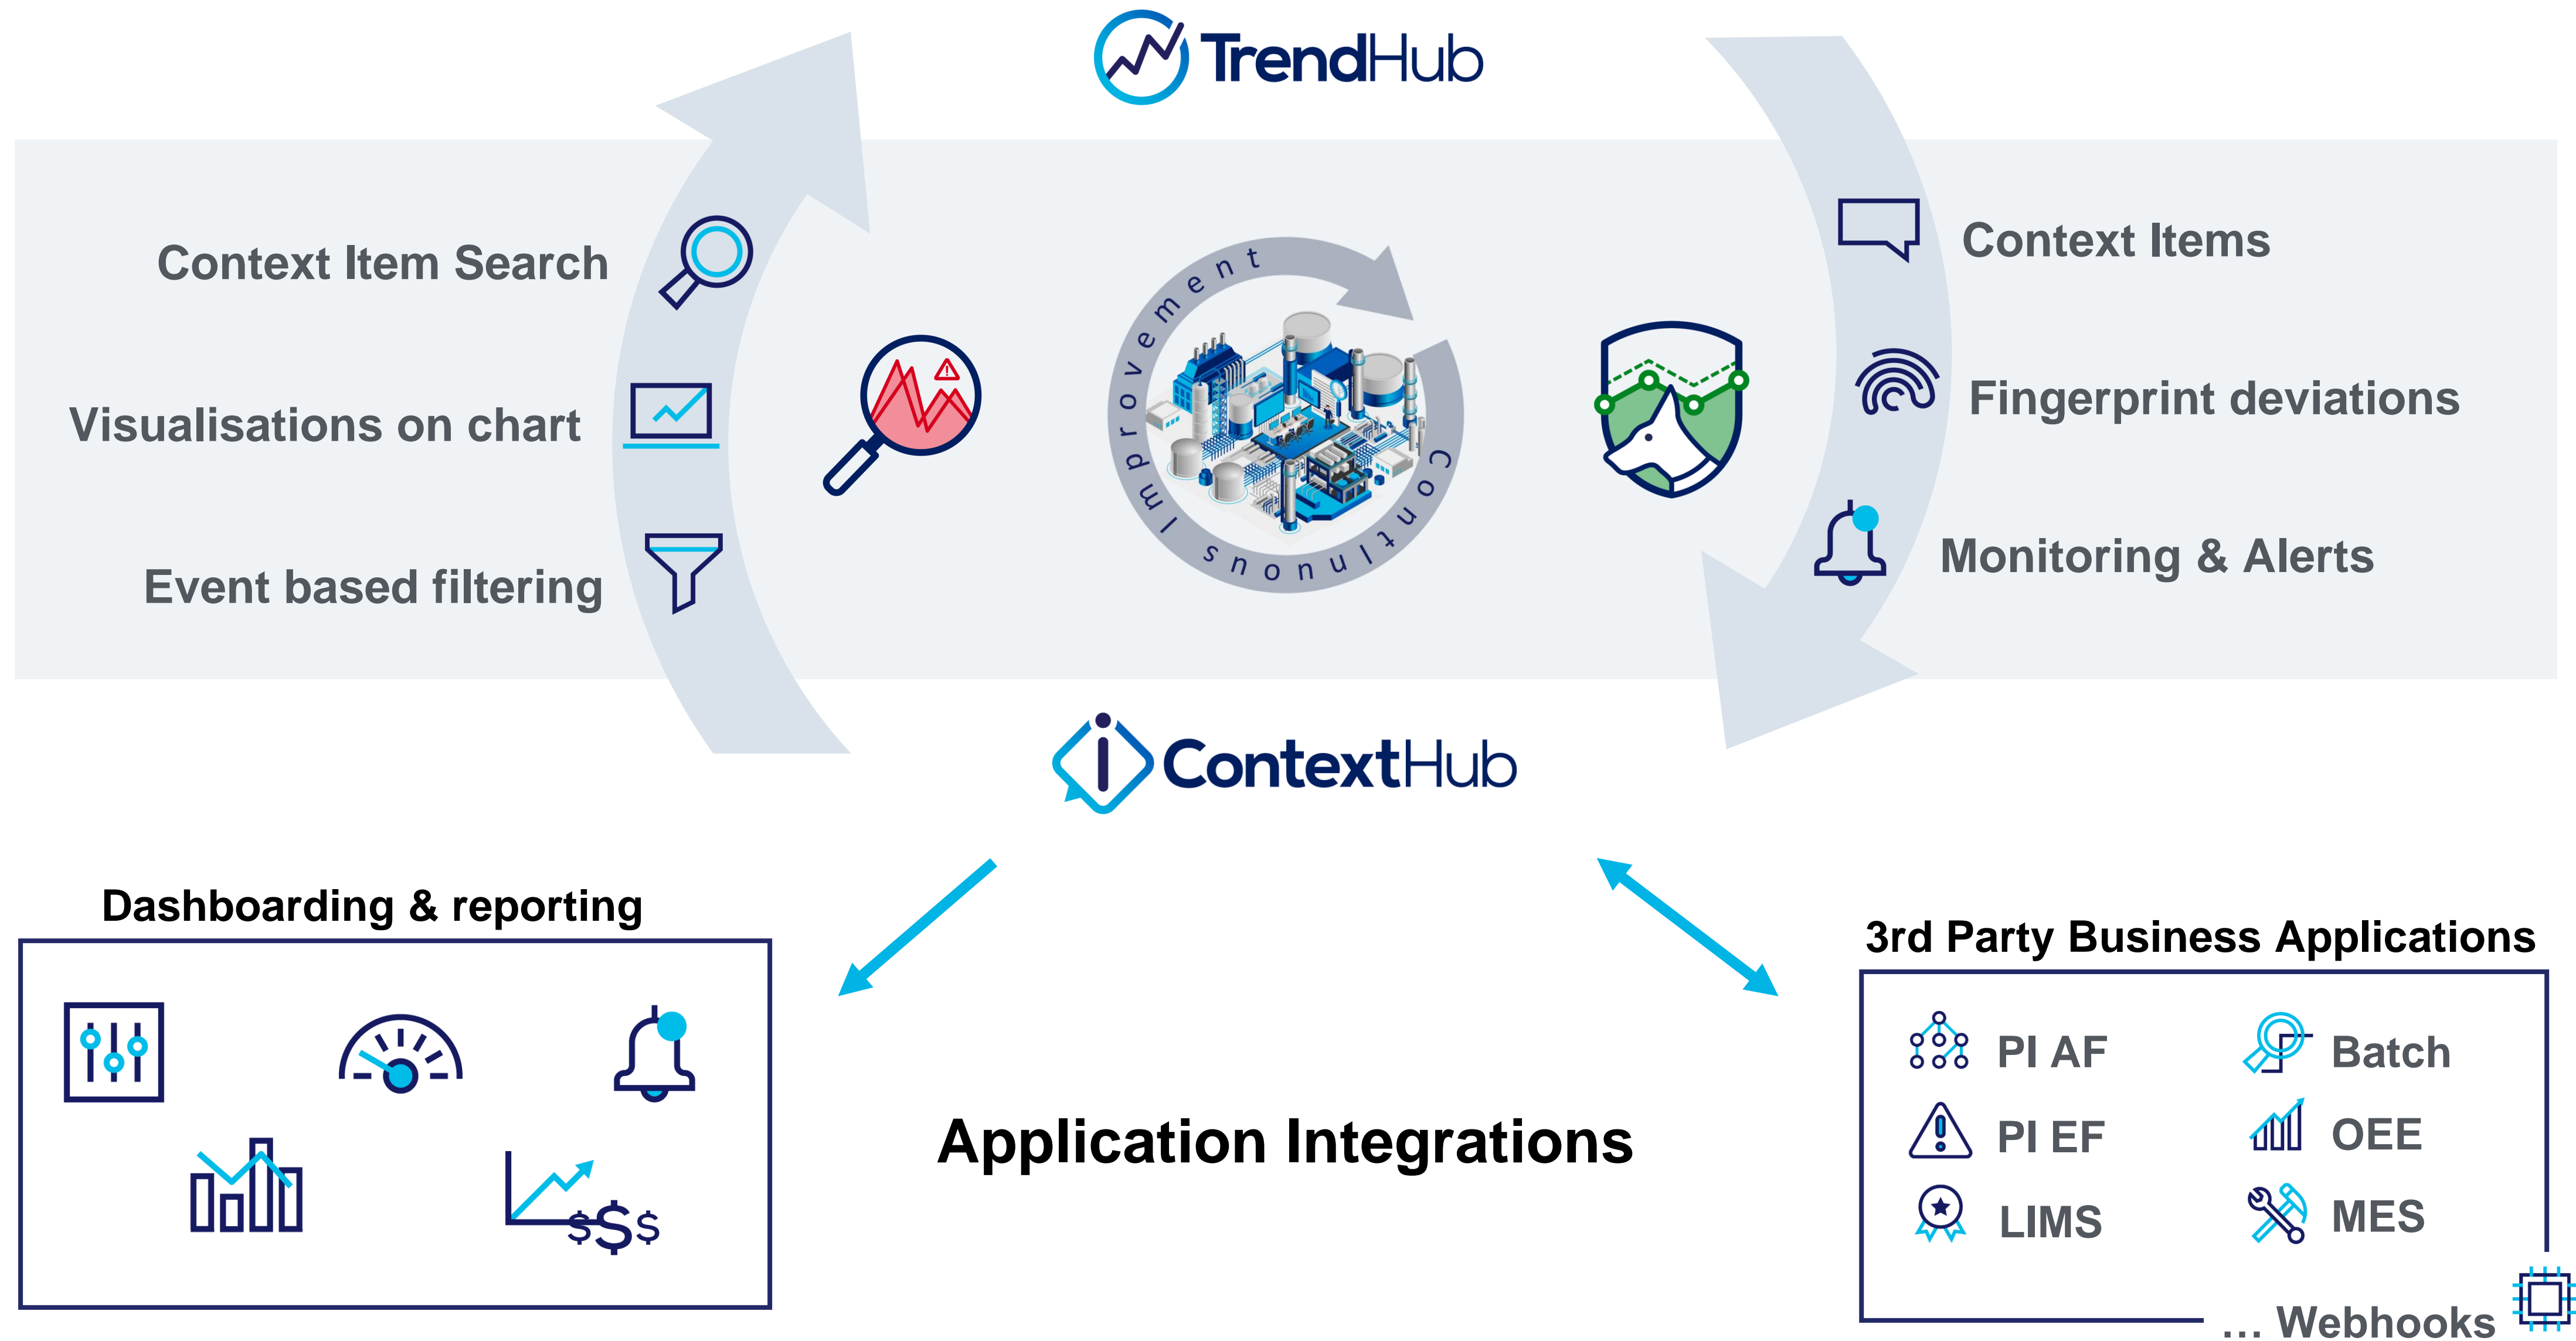 TrendHub
Context Item Search
Visualisations on chart
Event based filtering
Continuous Improvement
Context Items
Fingerprint deviations
Monitoring & Alerts
ContextHub
Dashboarding & reporting
$$$
Application Integrations
3rd Party Business Applications
PI AF
Batch
PI EF
OEE
LIMS
MES
... Webhooks